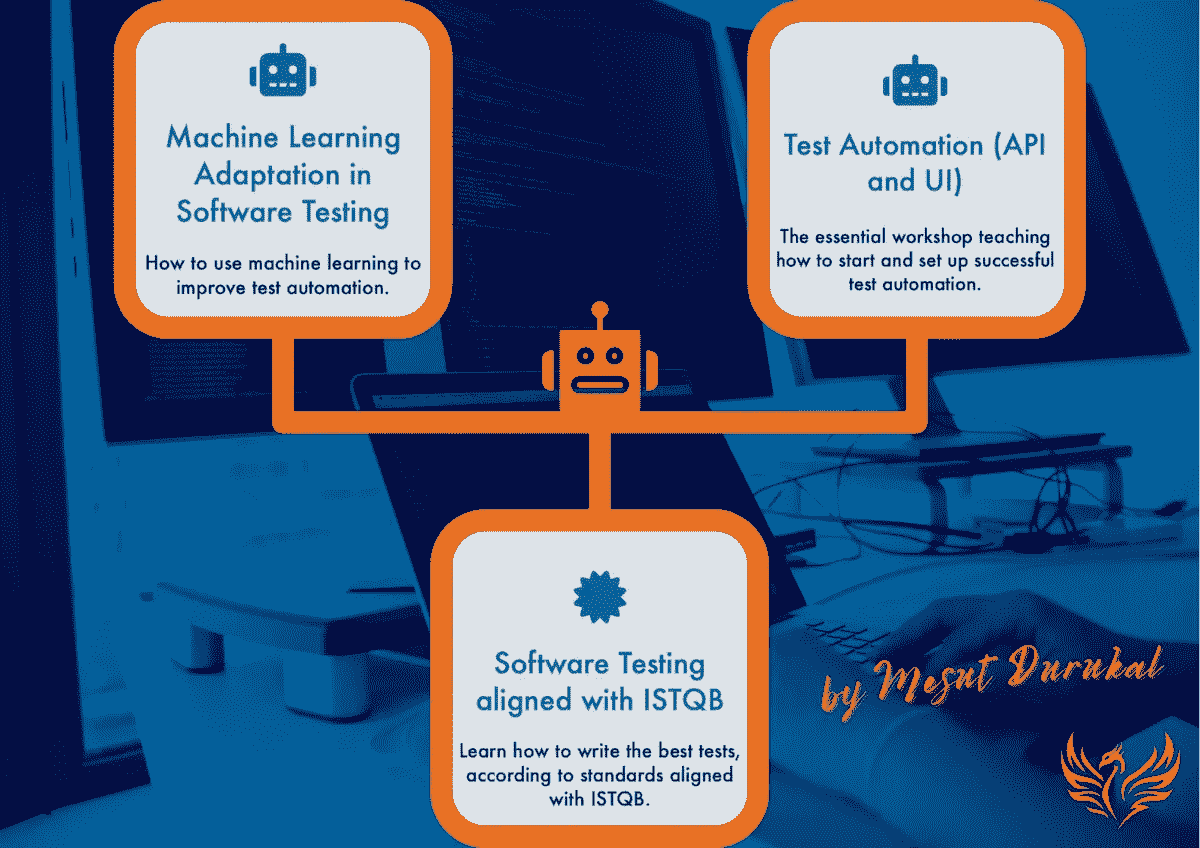 Machine Learning
Adaptation in
Software Testing
How to use machine learning to
improve test automation.
Test Automation (API
and UI)
The essential workshop teaching
how to start and set up successful
test automation.
Software Testing
aligned with ISTQB
Learn how to write the best tests,
according to standards aligned
with ISTQB.
by Mesut Durukal